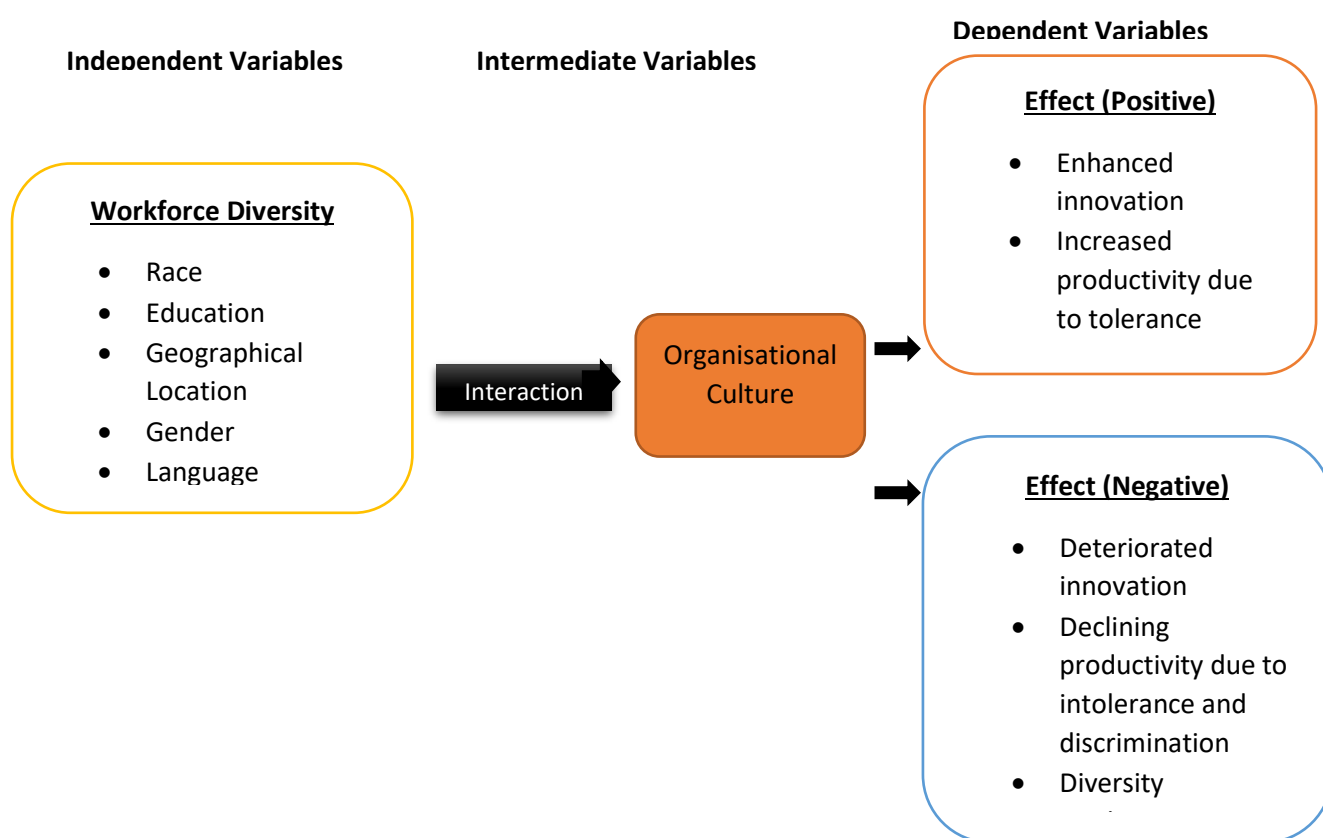 Independent Variables
Intermediate Variables
Dependent Variables
Workforce Diversity
• Race
• Education
• Geographical
Location
• Gender
• Language
Interaction
Organisational
Culture
Effect (Positive)
• Enhanced
innovation
• Increased
productivity due
to tolerance
Effect (Negative)
• Deteriorated
innovation
• Declining
productivity due to
intolerance and
discrimination
• Diversity